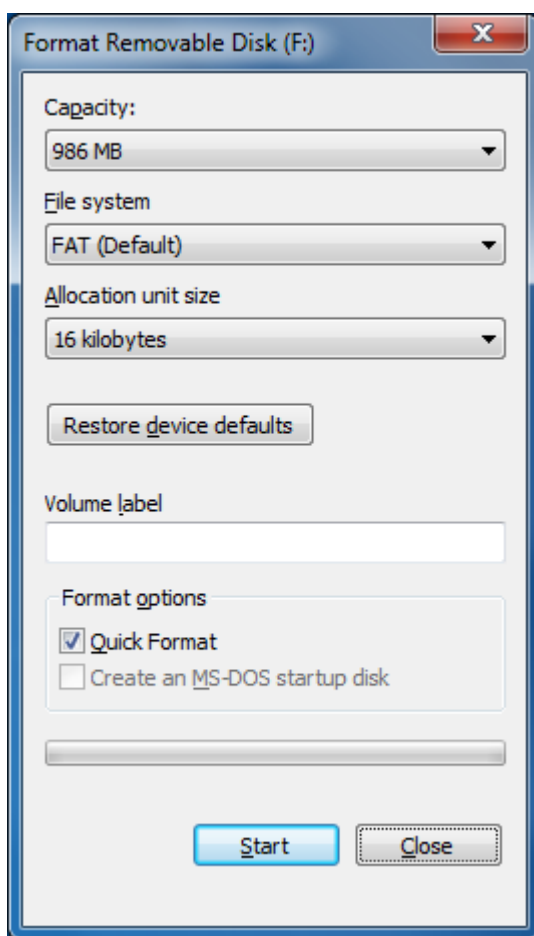 Format Removable Disk (F:)
Capacity:
986 MB
File system
FAT (Default)
Allocation unit size
16 kilobytes
Restore device defaults
Volume label
Format options
Quick Format
Create an MS-DOS startup disk
Start
Close